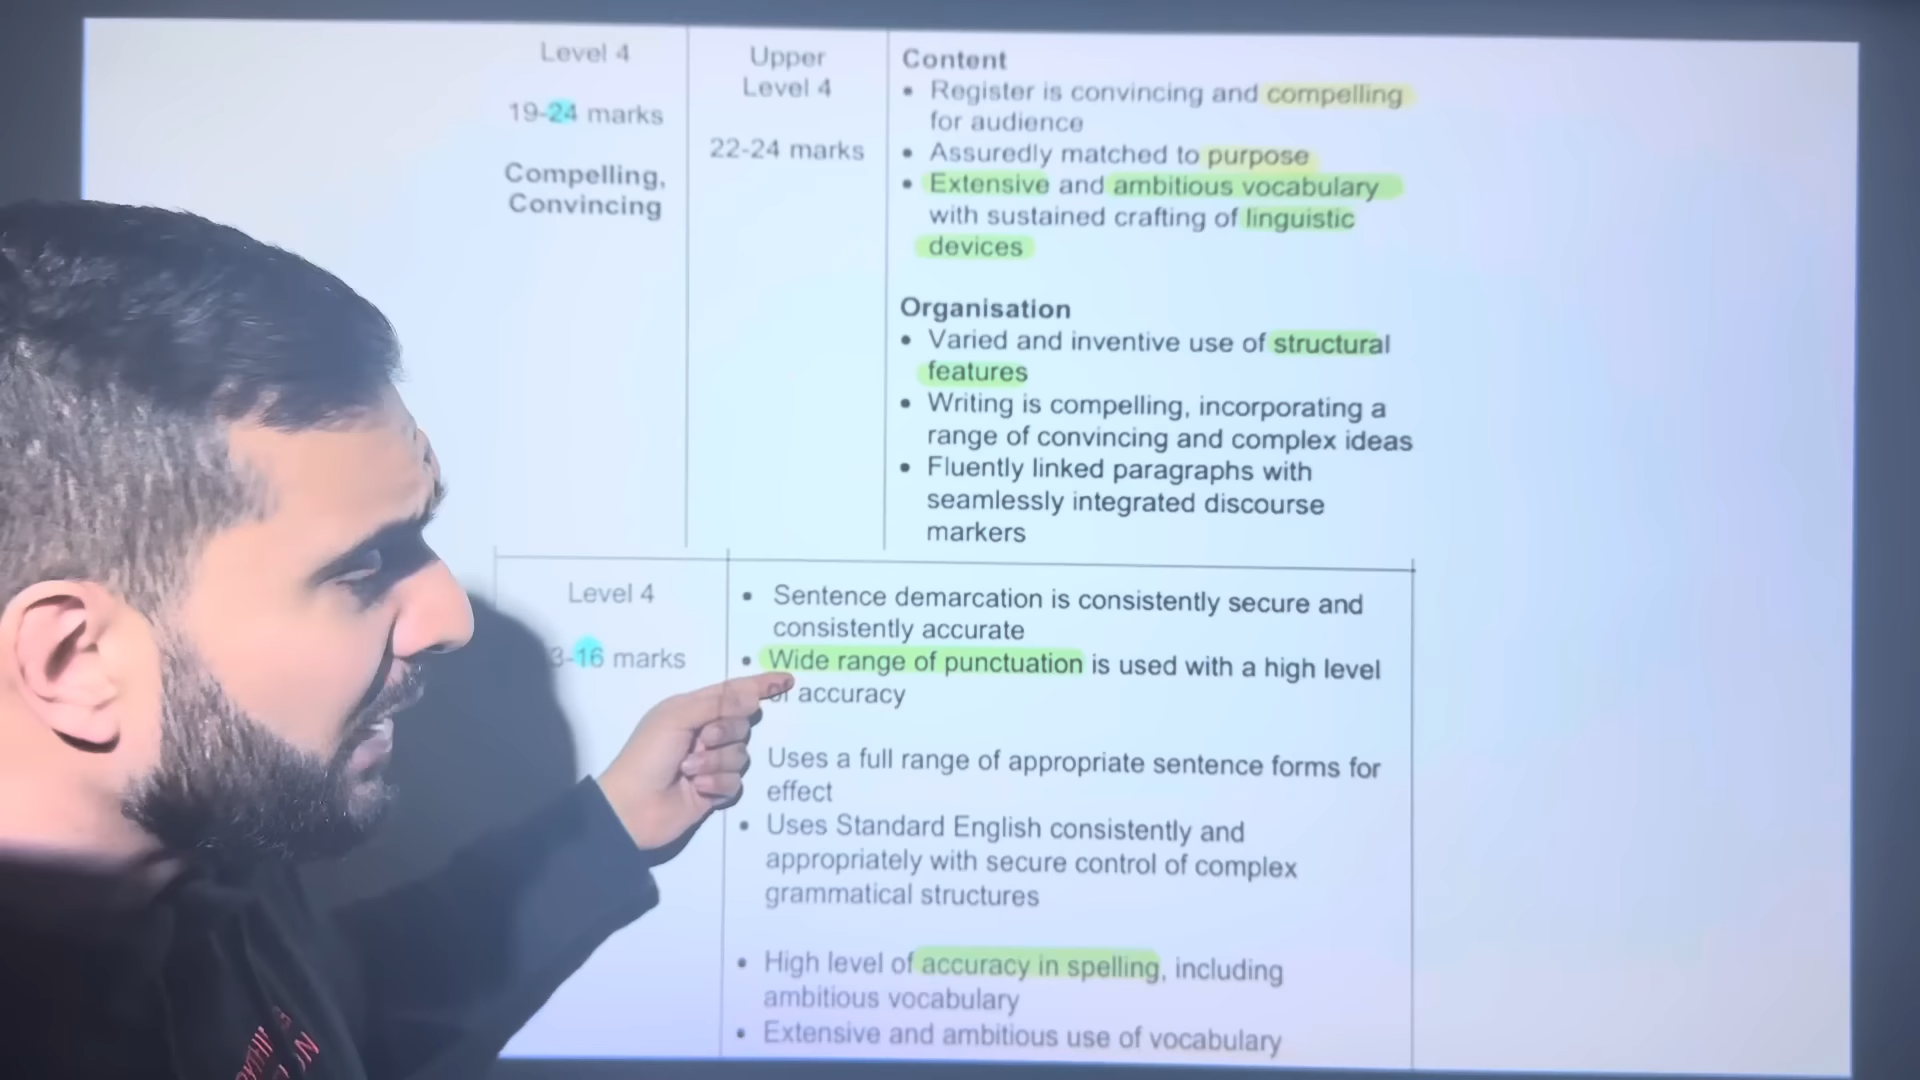 Level 4
19-24 marks
Compelling,
Convincing
Upper
Level 4
22-24 marks
Content
• Register is convincing and compelling
for audience
• Assuredly matched to purpose
• Extensive and ambitious vocabulary
with sustained crafting of linguistic
devices
Organisation
• Varied and inventive use of structural
features
• Writing is compelling, incorporating a
range of convincing and complex ideas
• Fluently linked paragraphs with
seamlessly integrated discourse
markers
Level 4
3-16 marks
• Sentence demarcation is consistently secure and
consistently accurate
• Wide range of punctuation is used with a high level
of accuracy
Uses a full range of appropriate sentence forms for
effect
• Uses Standard English consistently and
appropriately with secure control of complex
grammatical structures
• High level of accuracy in spelling, including
ambitious vocabulary
• Extensive and ambitious use of vocabulary